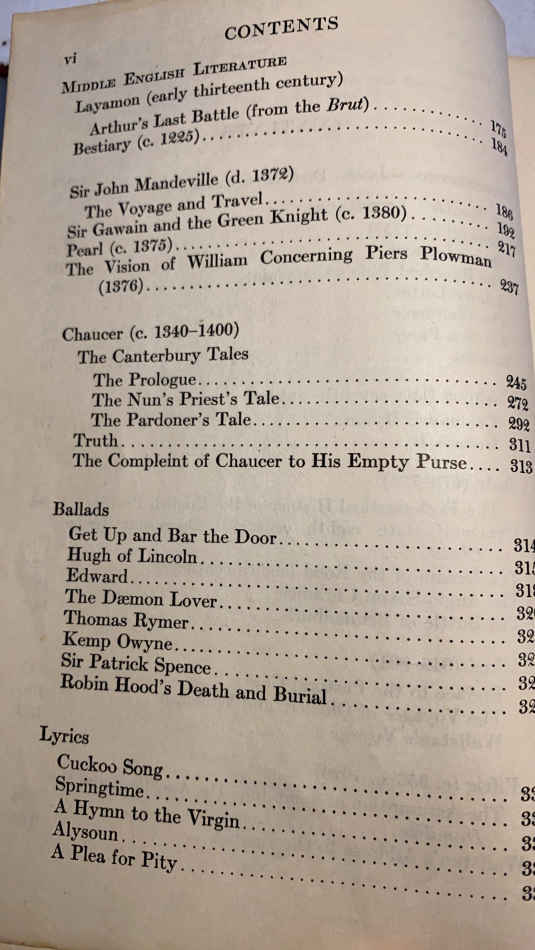 CONTENTS
vi
MIDDLE ENGLISH LITERATURE
Layamon (early thirteenth century)
Arthur's Last Battle (from the Brut) . . . . . . . . . . . . 175
Bestiary (c. 1225) . . . . . . . . . . . . . . . . . . . . . . . . . . . . . . 184
Sir John Mandeville (d. 1372)
The Voyage and Travel . . . . . . . . . . . . . . . . . . . . . . . . 186
Sir Gawain and the Green Knight (c. 1380) . . . . . . . . . 192
Pearl (c. 1375) . . . . . . . . . . . . . . . . . . . . . . . . . . . . . . . . . 217
The Vision of William Concerning Piers Plowman
(1376) . . . . . . . . . . . . . . . . . . . . . . . . . . . . . . . . . . . . 237
Chaucer (c. 1340–1400)
The Canterbury Tales
The Prologue . . . . . . . . . . . . . . . . . . . . . . . . . . . . . . . 245
The Nun's Priest's Tale . . . . . . . . . . . . . . . . . . . . . . . 272
The Pardoner's Tale . . . . . . . . . . . . . . . . . . . . . . . . . . 292
Truth . . . . . . . . . . . . . . . . . . . . . . . . . . . . . . . . . . . . . . . 311
The Compleint of Chaucer to His Empty Purse . . . . 313
Ballads
Get Up and Bar the Door . . . . . . . . . . . . . . . . . . . . . . . 314
Hugh of Lincoln . . . . . . . . . . . . . . . . . . . . . . . . . . . . . . . 315
Edward . . . . . . . . . . . . . . . . . . . . . . . . . . . . . . . . . . . . . . 
The Dæmon Lover . . . . . . . . . . . . . . . . . . . . . . . . . . . . . 
Thomas Rymer . . . . . . . . . . . . . . . . . . . . . . . . . . . . . . . . 
Kemp Owyne . . . . . . . . . . . . . . . . . . . . . . . . . . . . . . . . . . 
Sir Patrick Spence . . . . . . . . . . . . . . . . . . . . . . . . . . . . . . 
Robin Hood's Death and Burial . . . . . . . . . . . . . . . . . . 
Lyrics
Cuckoo Song . . . . . . . . . . . . . . . . . . . . . . . . . . . . . . . . . . 
Springtime . . . . . . . . . . . . . . . . . . . . . . . . . . . . . . . . . . . . 
A Hymn to the Virgin . . . . . . . . . . . . . . . . . . . . . . . . . . 
Alysoun . . . . . . . . . . . . . . . . . . . . . . . . . . . . . . . . . . . . . . 
A Plea for Pity . . . . . . . . . . . . . . . . . . . . . . . . . . . . . . . .